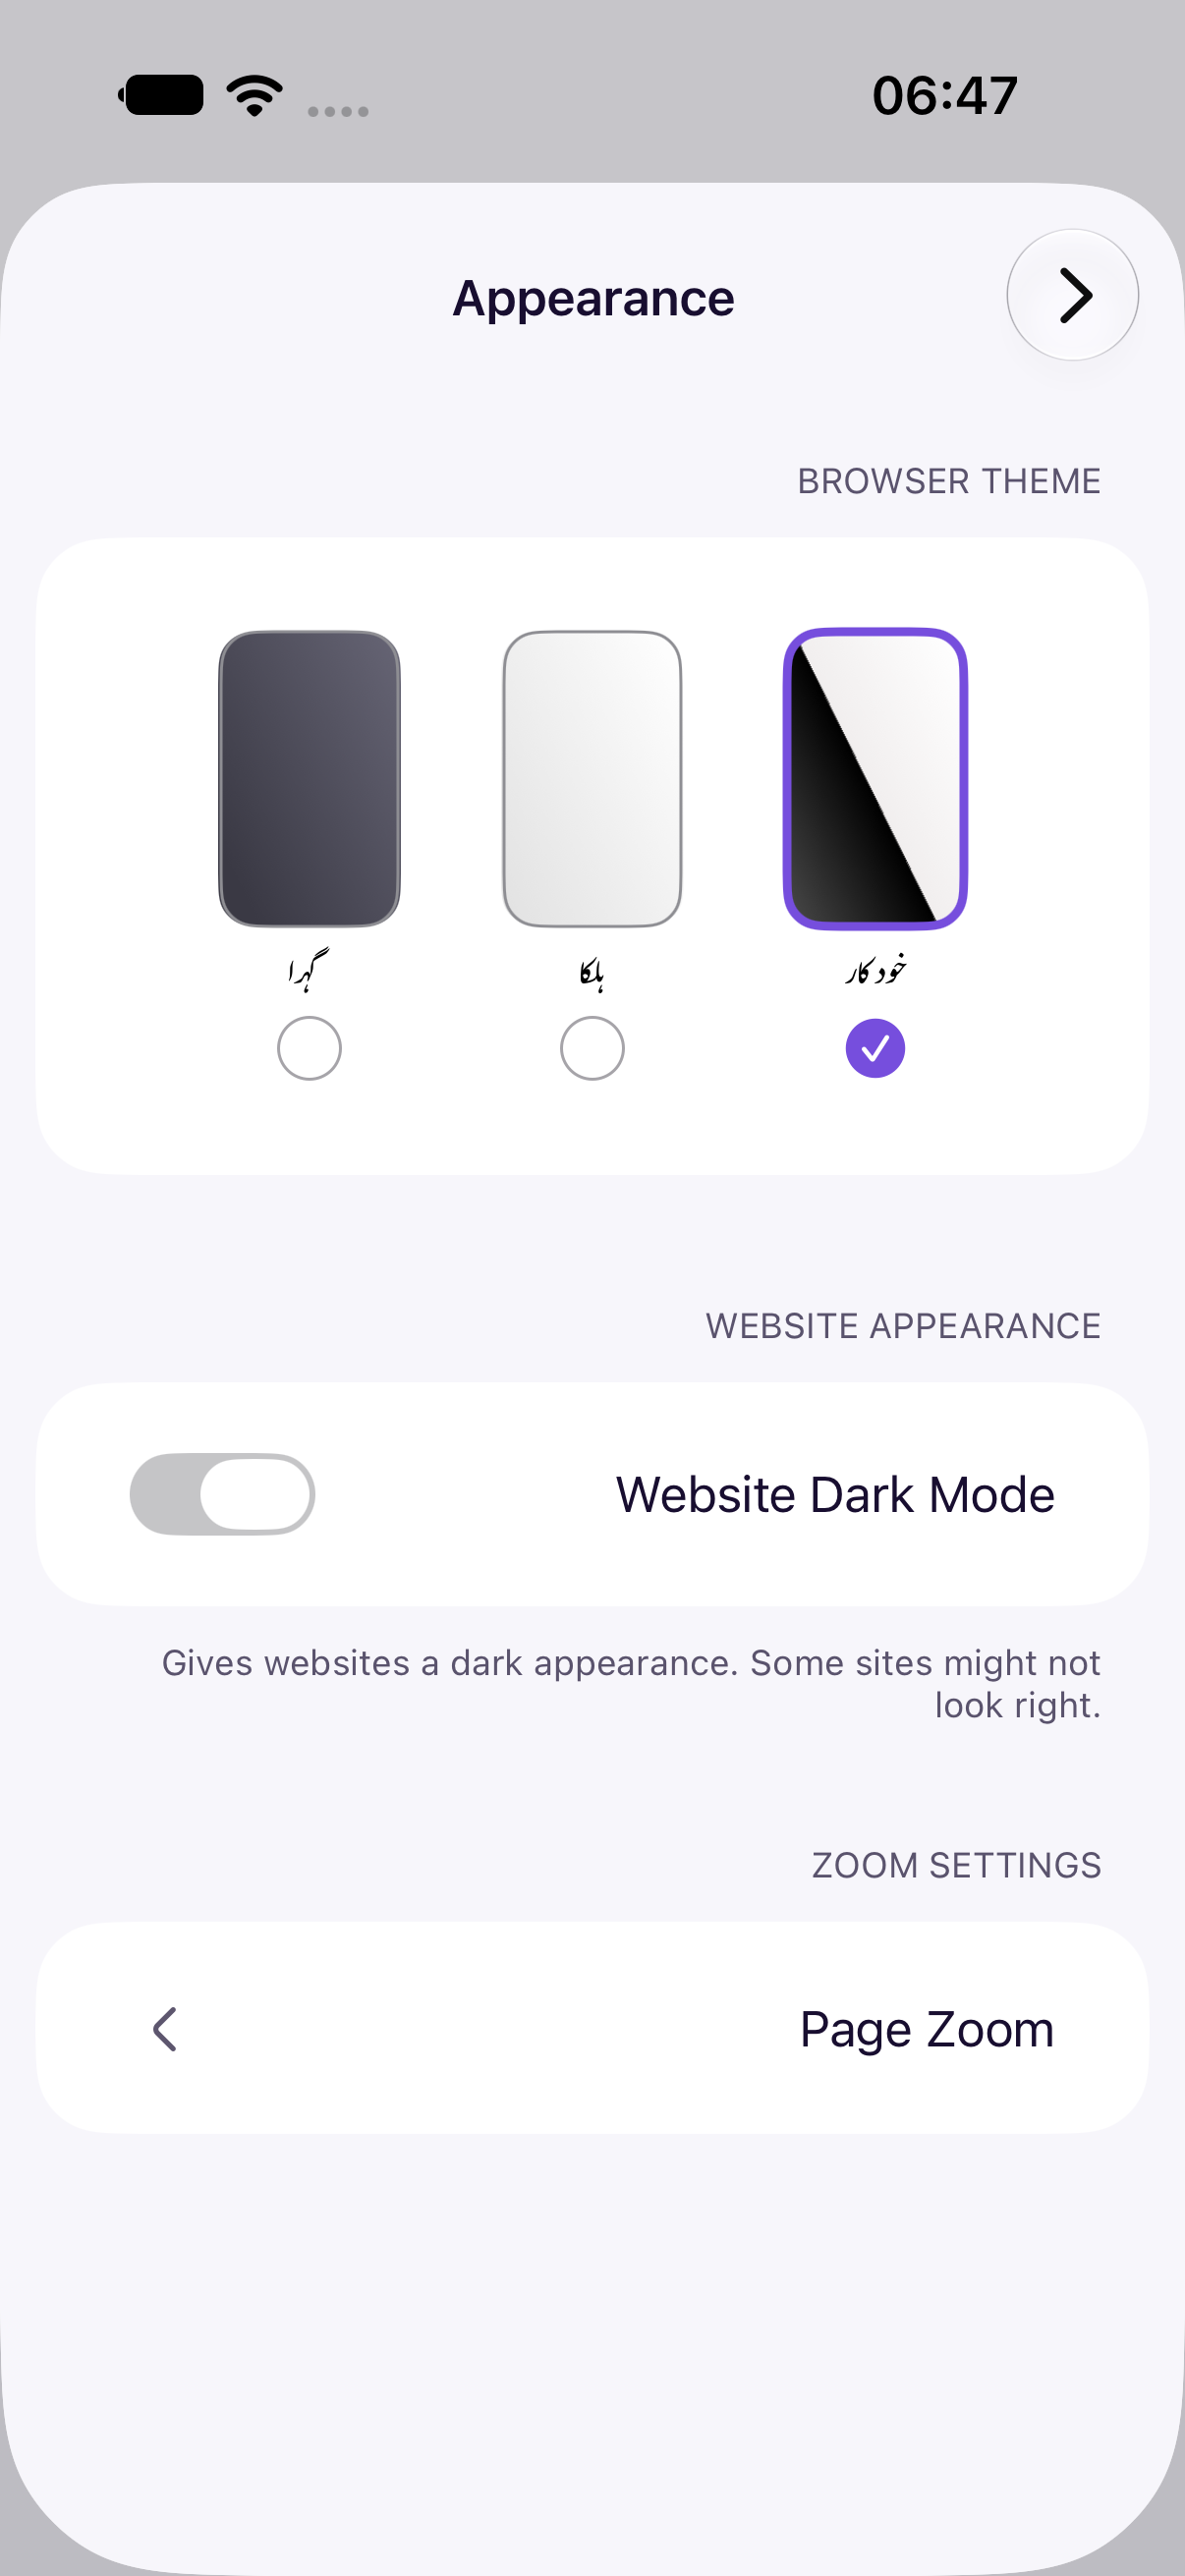 06:47
Appearance
BROWSER THEME
خودکار
ہلکا
گہرا
WEBSITE APPEARANCE
Website Dark Mode
Gives websites a dark appearance. Some sites might not
look right.
ZOOM SETTINGS
Page Zoom